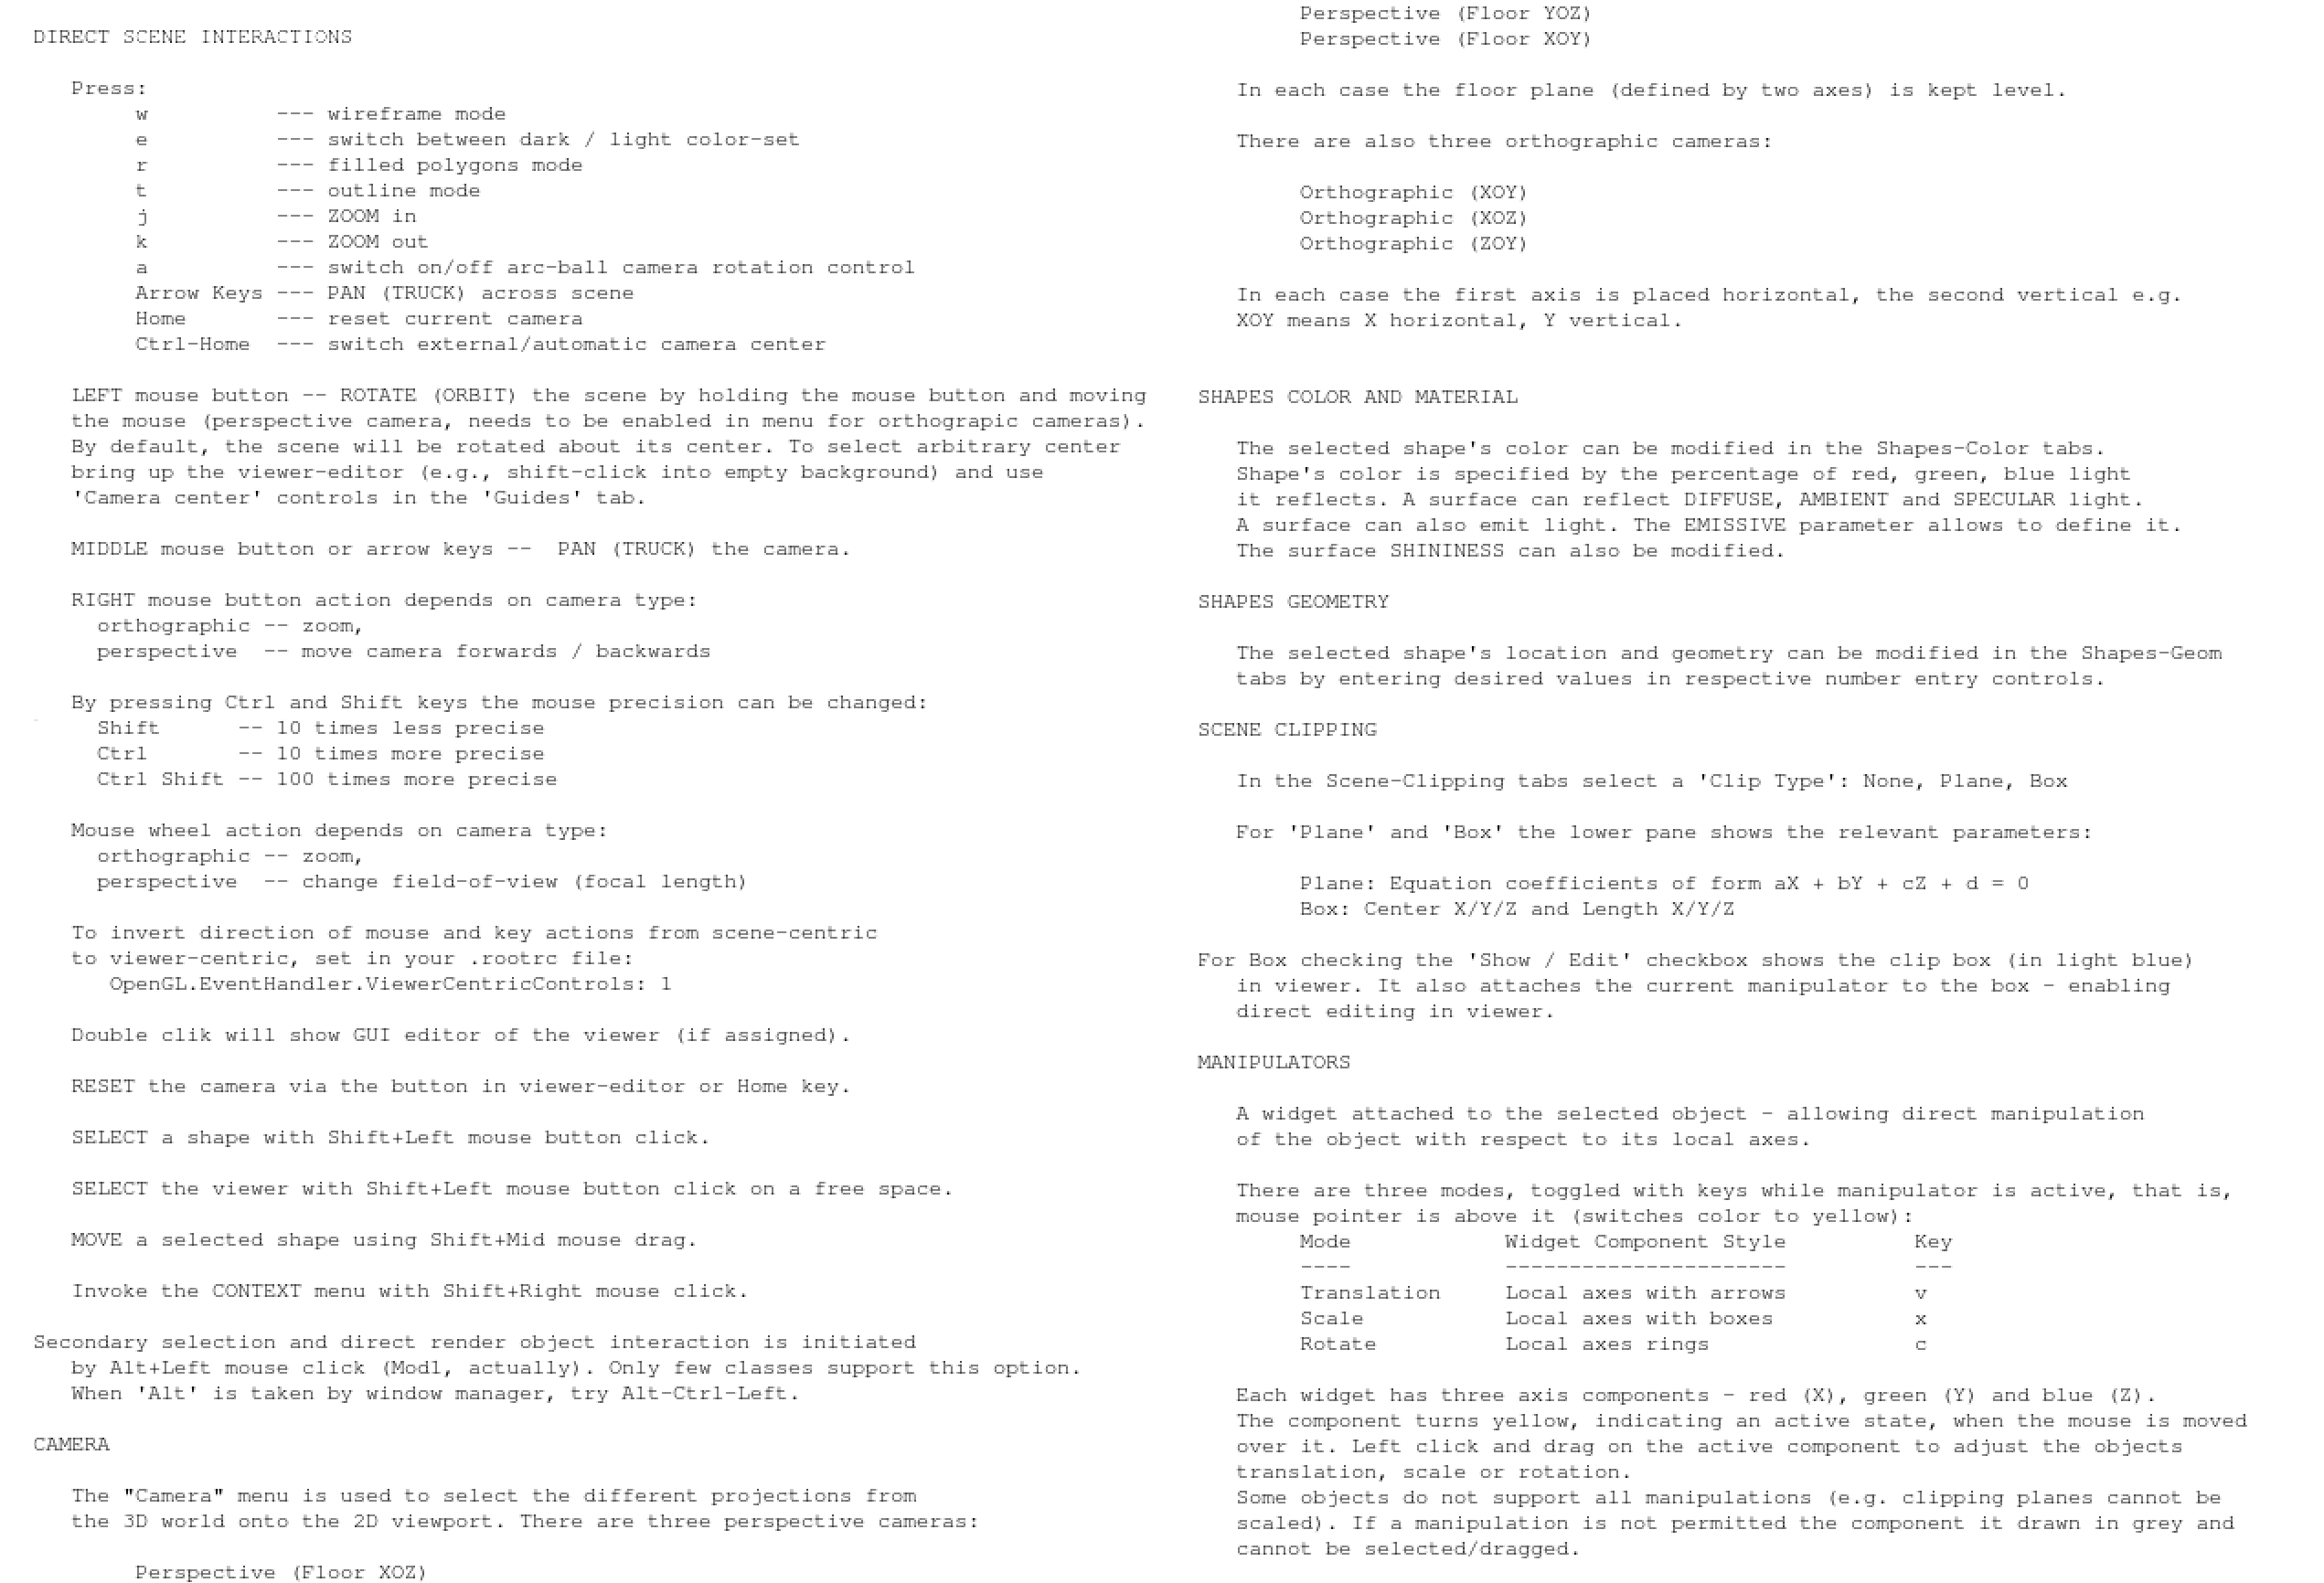 DIRECT SCENE INTERACTIONS
Press:
w --- wireframe mode
e --- switch between dark / light color-set
r --- filled polygons mode
t --- outline mode
j --- ZOOM in
k --- ZOOM out
a --- switch on/off arc-ball camera rotation control
Arrow Keys --- PAN (TRUCK) across scene
Home --- reset current camera
Ctrl-Home --- switch external/automatic camera center
LEFT mouse button -- ROTATE (ORBIT) the scene by holding the mouse button and moving
the mouse (perspective camera, needs to be enabled in menu for orthograpic cameras).
By default, the scene will be rotated about its center. To select arbitrary center
bring up the viewer-editor (e.g., shift-click into empty background) and use
'Camera center' controls in the 'Guides' tab.
MIDDLE mouse button or arrow keys -- PAN (TRUCK) the camera.
RIGHT mouse button action depends on camera type:
orthographic -- zoom,
perspective -- move camera forwards / backwards
By pressing Ctrl and Shift keys the mouse precision can be changed:
Shift -- 10 times less precise
Ctrl -- 10 times more precise
Ctrl Shift -- 100 times more precise
Mouse wheel action depends on camera type:
orthographic -- zoom,
perspective -- change field-of-view (focal length)
To invert direction of mouse and key actions from scene-centric
to viewer-centric, set in your .rootrc file:
OpenGL.EventHandler.ViewerCentricControls: 1
Double clik will show GUI editor of the viewer (if assigned).
RESET the camera via the button in viewer-editor or Home key.
SELECT a shape with Shift+Left mouse button click.
SELECT the viewer with Shift+Left mouse button click on a free space.
MOVE a selected shape using Shift+Mid mouse drag.
Invoke the CONTEXT menu with Shift+Right mouse click.
Secondary selection and direct render object interaction is initiated
by Alt+Left mouse click (Mod1, actually). Only few classes support this option.
When 'Alt' is taken by window manager, try Alt-Ctrl-Left.
CAMERA
The "Camera" menu is used to select the different projections from
the 3D world onto the 2D viewport. There are three perspective cameras:
Perspective (Floor XOZ)
Perspective (Floor YOZ)
Perspective (Floor XOY)
In each case the floor plane (defined by two axes) is kept level.
There are also three orthographic cameras:
Orthographic (XOY)
Orthographic (XOZ)
Orthographic (ZOY)
In each case the first axis is placed horizontal, the second vertical e.g.
XOY means X horizontal, Y vertical.
SHAPES COLOR AND MATERIAL
The selected shape's color can be modified in the Shapes-Color tabs.
Shape's color is specified by the percentage of red, green, blue light
it reflects. A surface can reflect DIFFUSE, AMBIENT and SPECULAR light.
A surface can also emit light. The EMISSIVE parameter allows to define it.
The surface SHININESS can also be modified.
SHAPES GEOMETRY
The selected shape's location and geometry can be modified in the Shapes-Geom
tabs by entering desired values in respective number entry controls.
SCENE CLIPPING
In the Scene-Clipping tabs select a 'Clip Type': None, Plane, Box
For 'Plane' and 'Box' the lower pane shows the relevant parameters:
Plane: Equation coefficients of form aX + bY + cZ + d = 0
Box: Center X/Y/Z and Length X/Y/Z
For Box checking the 'Show / Edit' checkbox shows the clip box (in light blue)
in viewer. It also attaches the current manipulator to the box - enabling
direct editing in viewer.
MANIPULATORS
A widget attached to the selected object - allowing direct manipulation
of the object with respect to its local axes.
There are three modes, toggled with keys while manipulator is active, that is,
mouse pointer is above it (switches color to yellow):
Mode Widget Component Style Key
---- ---------------------- ---
Translation Local axes with arrows v
Scale Local axes with boxes x
Rotate Local axes rings c
Each widget has three axis components - red (X), green (Y) and blue (Z).
The component turns yellow, indicating an active state, when the mouse is moved
over it. Left click and drag on the active component to adjust the objects
translation, scale or rotation.
Some objects do not support all manipulations (e.g. clipping planes cannot be
scaled). If a manipulation is not permitted the component it drawn in grey and
cannot be selected/dragged.